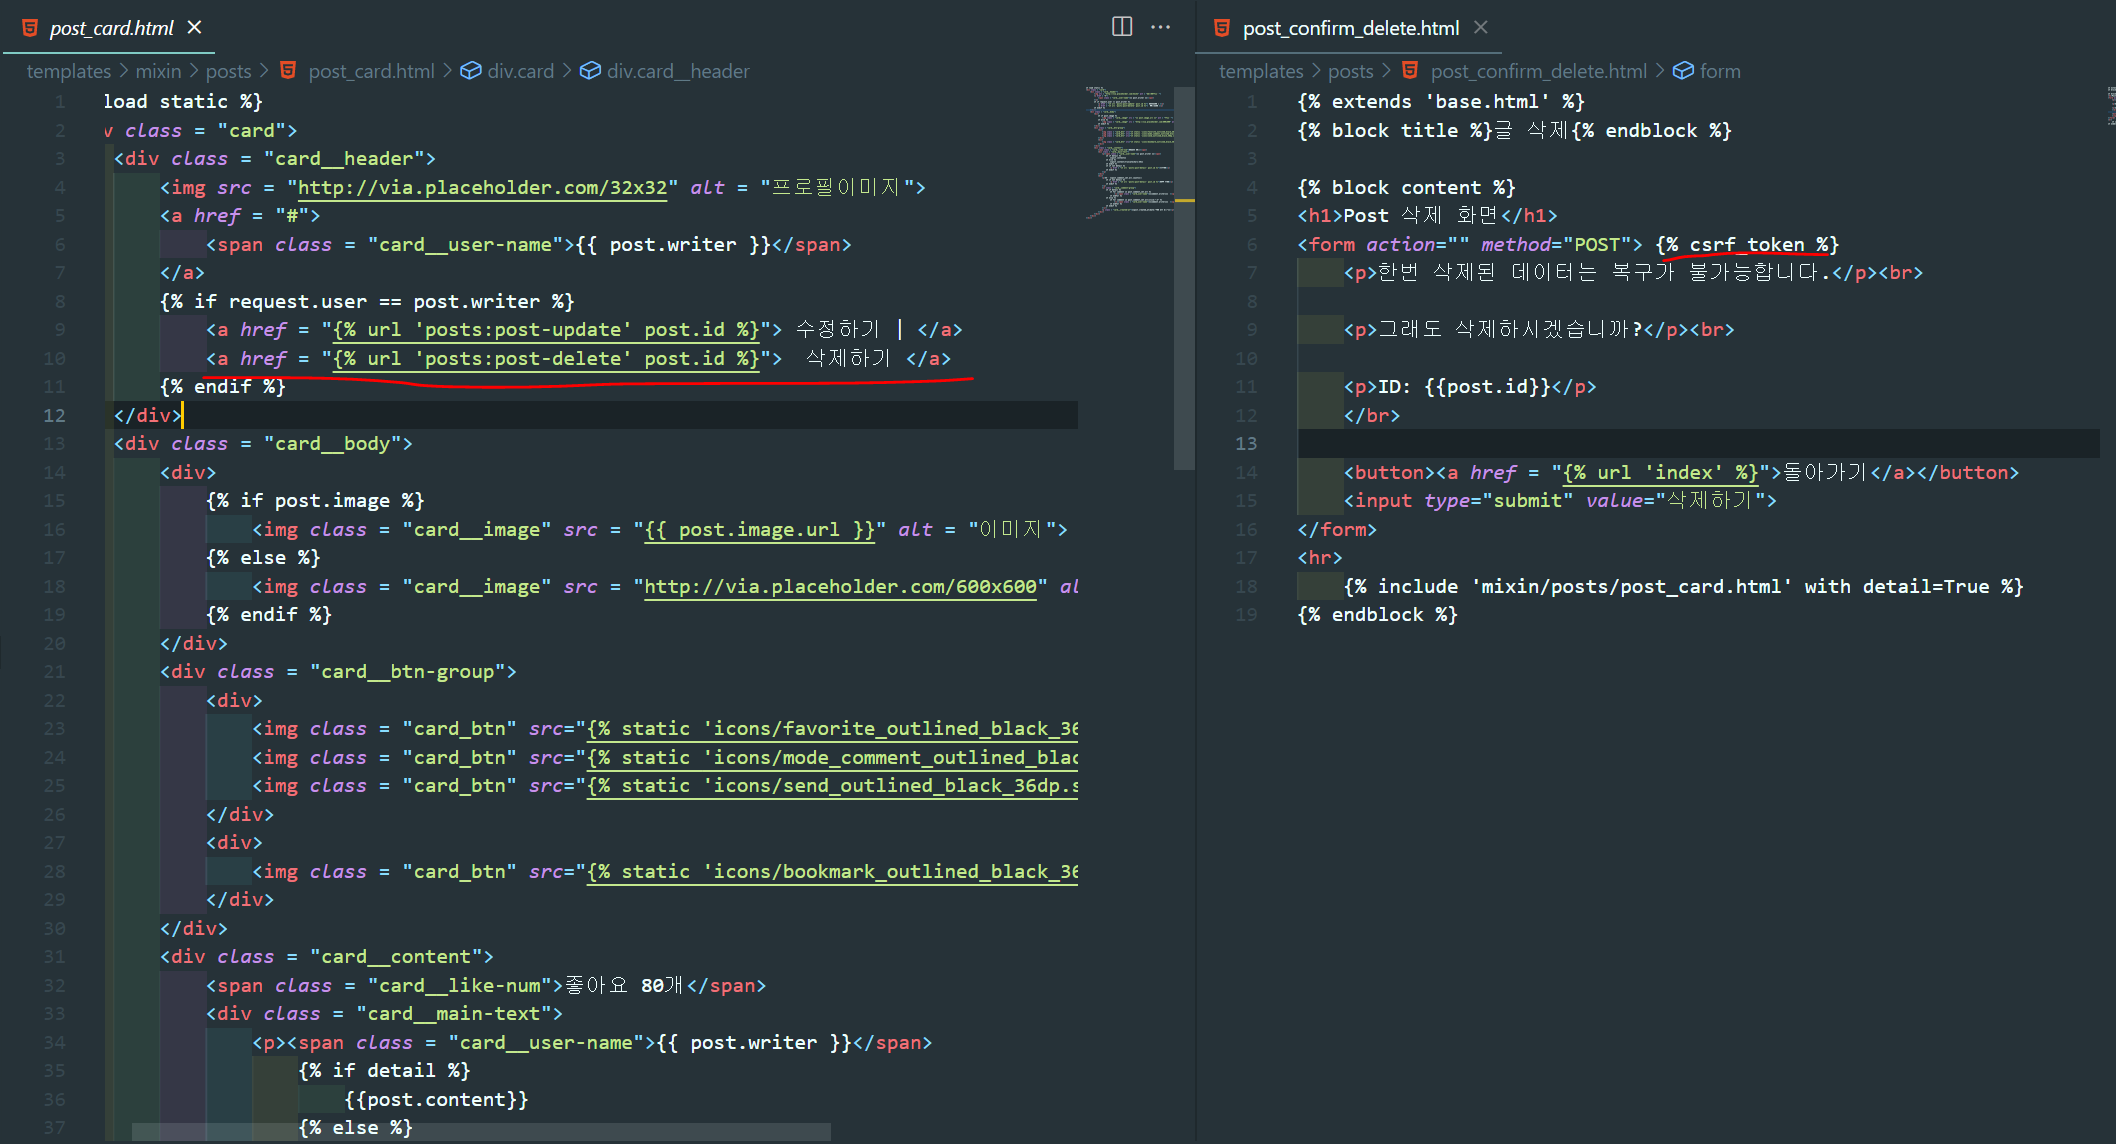 post_card.html
templates > mixin > posts > post_card.html > div.card > div.card__header
1 load static %}
2 v class = "card">
3 <div class = "card__header">
4 <img src = "http://via.placeholder.com/32x32" alt = "프로필이미지">
5 <a href = "#">
6 <span class = "card__user-name">{{ post.writer }}</span>
7 </a>
8 {% if request.user == post.writer %}
9 <a href = "{% url 'posts:post-update' post.id %}"> 수정하기 | </a>
10 <a href = "{% url 'posts:post-delete' post.id %}">  삭제하기 </a>
11 {% endif %}
12 </div>
13 <div class = "card__body">
14 <div>
15 {% if post.image %}
16 <img class = "card__image" src = "{{ post.image.url }}" alt = "이미지">
17 {% else %}
18 <img class = "card__image" src = "http://via.placeholder.com/600x600" al
19 {% endif %}
20 </div>
21 <div class = "card__btn-group">
22 <div>
23 <img class = "card_btn" src="{% static 'icons/favorite_outlined_black_36
24 <img class = "card_btn" src="{% static 'icons/mode_comment_outlined_blac
25 <img class = "card_btn" src="{% static 'icons/send_outlined_black_36dp.s
26 </div>
27 <div>
28 <img class = "card_btn" src="{% static 'icons/bookmark_outlined_black_36
29 </div>
30 </div>
31 <div class = "card__content">
32 <span class = "card__like-num">좋아요 80개</span>
33 <div class = "card__main-text">
34 <p><span class = "card__user-name">{{ post.writer }}</span>
35 {% if detail %}
36 {{post.content}}
37 {% else %}
post_confirm_delete.html
templates > posts > post_confirm_delete.html > form
1 {% extends 'base.html' %}
2 {% block title %}글 삭제{% endblock %}
3
4 {% block content %}
5 <h1>Post 삭제 화면</h1>
6 <form action="" method="POST"> {% csrf_token %}
7 <p>한번 삭제된 데이터는 복구가 불가능합니다.</p><br>
8
9 <p>그래도 삭제하시겠습니까?</p><br>
10
11 <p>ID: {{post.id}}</p>
12 </br>
13
14 <button><a href = "{% url 'index' %}">돌아가기</a></button>
15 <input type="submit" value="삭제하기">
16 </form>
17 <hr>
18 {% include 'mixin/posts/post_card.html' with detail=True %}
19 {% endblock %}